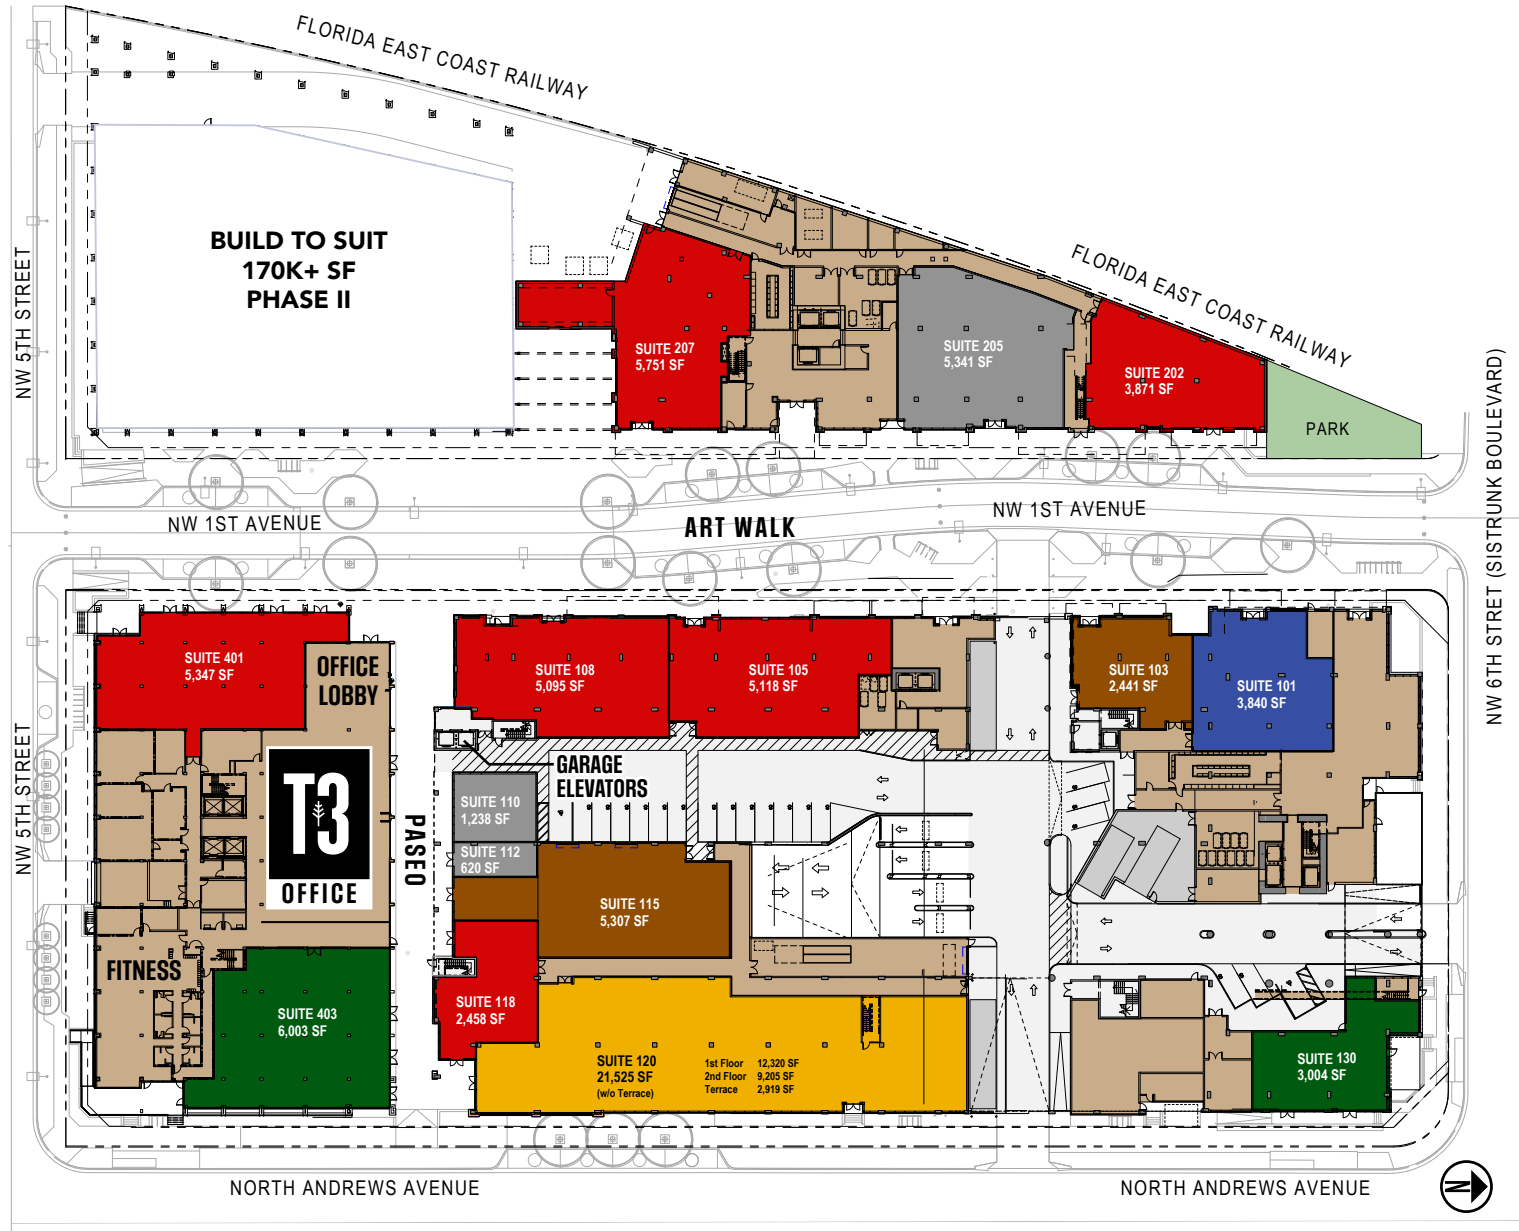 FLORIDA EAST COAST RAILWAY
BUILD TO SUIT
170K+ SF
PHASE II
NW 5TH STREET
FLORIDA EAST COAST RAILWAY
SUITE 207
5,751 SF
SUITE 205
5,341 SF
SUITE 202
3,871 SF
PARK
NW 6TH STRET (SISTRUNK BOULEVARD)
NW 1ST AVENUE
ART WALK
NW 1ST AVENUE
SUITE 401
5,347 SF
OFFICE
LOBBY
SUITE 108
5,095 SF
SUITE 105
5,118 SF
SUITE 103
2,441 SF
SUITE 101
3,840 SF
NW 5TH STREET
T3
OFFICE
PASEO
GARAGE
ELEVATORS
SUITE 110
1,238 SF
SUITE 112
620 SF
SUITE 115
5,307 SF
FITNESS
SUITE 403
6,003 SF
SUITE 118
2,458 SF
SUITE 120
21,525 SF
(w/o Terrace)
1st Floor 12,320 SF
2nd Floor 9,205 SF
Terrace 2,919 SF
SUITE 130
3,004 SF
NORTH ANDREWS AVENUE
NORTH ANDREWS AVENUE
N